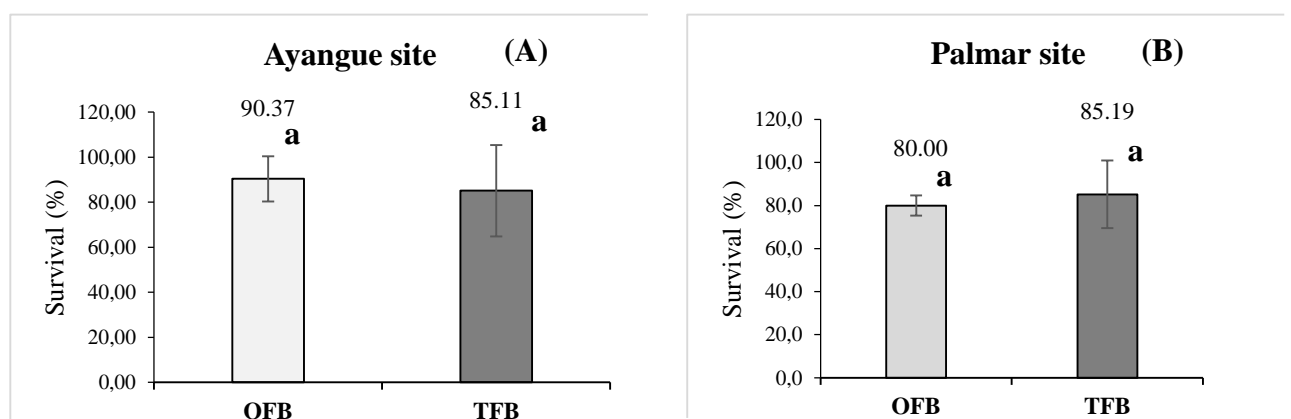 Ayangue site (A)
90.37 85.11
a a
120,00
100,00
80,00
60,00
40,00
20,00
0,00
Survival (%)
OFB TFB
Palmar site (B)
80.00 85.19
a a
120,0
100,0
80,0
60,0
40,0
20,0
0,0
Survival (%)
OFB TFB